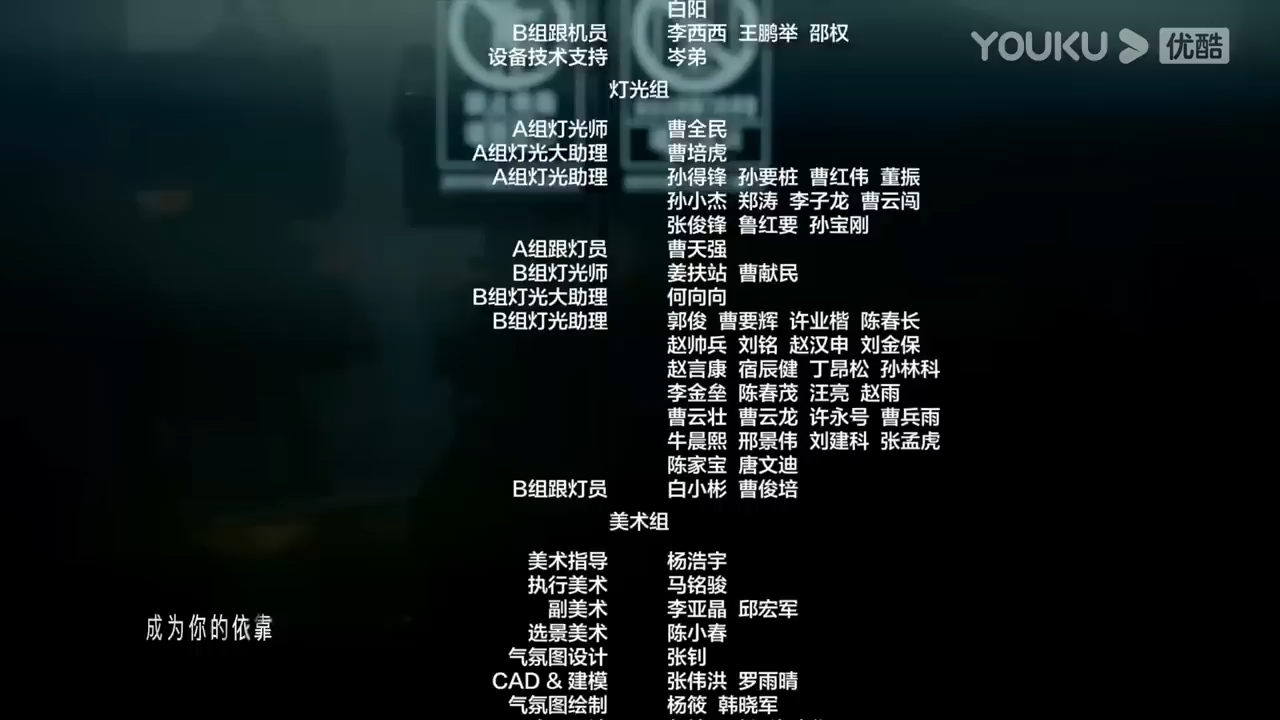 白阳
B组跟机员 李西西 王鹏举 邵权
设备技术支持 岑弟
YOUKU 优酷
灯光组
A组灯光师 曹全民
A组灯光大助理 曹培虎
A组灯光助理 孙得锋 孙要桩 曹红伟 董振
孙小杰 郑涛 李子龙 曹云闯
张俊锋 鲁红要 孙宝刚
A组跟灯员 曹天强
B组灯光师 姜扶站 曹献民
B组灯光大助理 何向向
B组灯光助理 郭俊 曹要辉 许业楷 陈春长
赵帅兵 刘铭 赵汉申 刘金保
赵言康 宿辰健 丁昂松 孙林科
李金垒 陈春茂 汪亮 赵雨
曹云壮 曹云龙 许永号 曹兵雨
牛晨熙 邢景伟 刘建科 张孟虎
陈家宝 唐文迪
B组跟灯员 白小彬 曹俊培
美术组
美术指导 杨浩宇
执行美术 马铭骏
副美术 李亚晶 邱宏军
选景美术 陈小春
气氛图设计 张钊
CAD & 建模 张伟洪 罗雨晴
气氛图绘制 杨筱 韩晓军
成为你的依靠